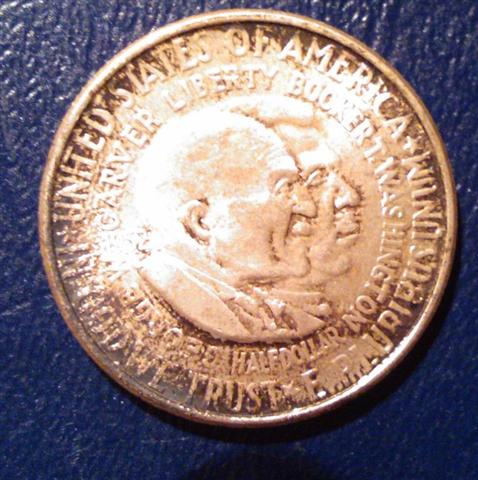 UNITED STATES OF AMERICA
E. PLURIBUS UNUM
IN GOD WE TRUST
CARVER LIBERTY BOOKER T. WASHINGTON
HALF DOLLAR